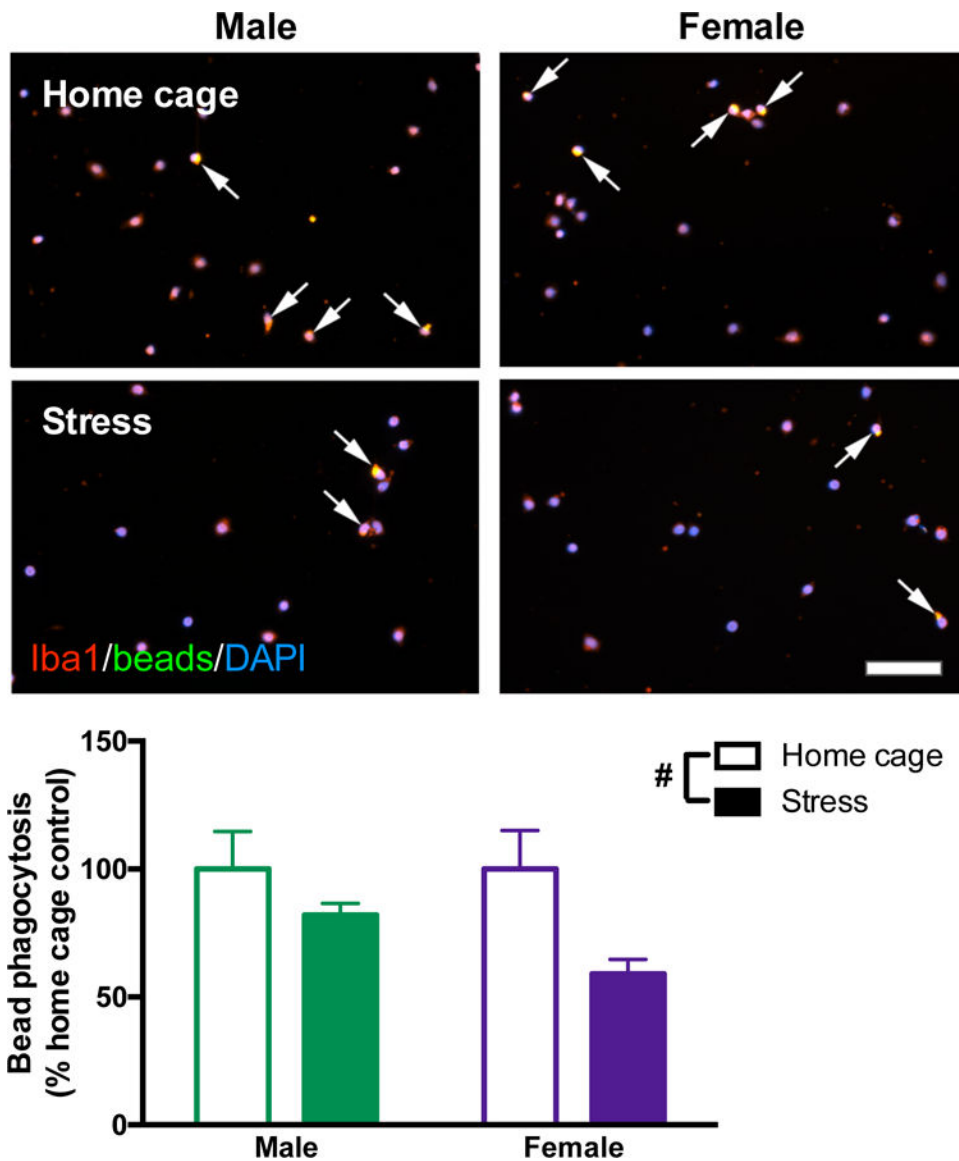 Male Female
Home cage
Stress
Iba1/beads/DAPI
150
100
50
0
Bead phagocytosis
(% home cage control)
# Home cage
Stress
Male Female